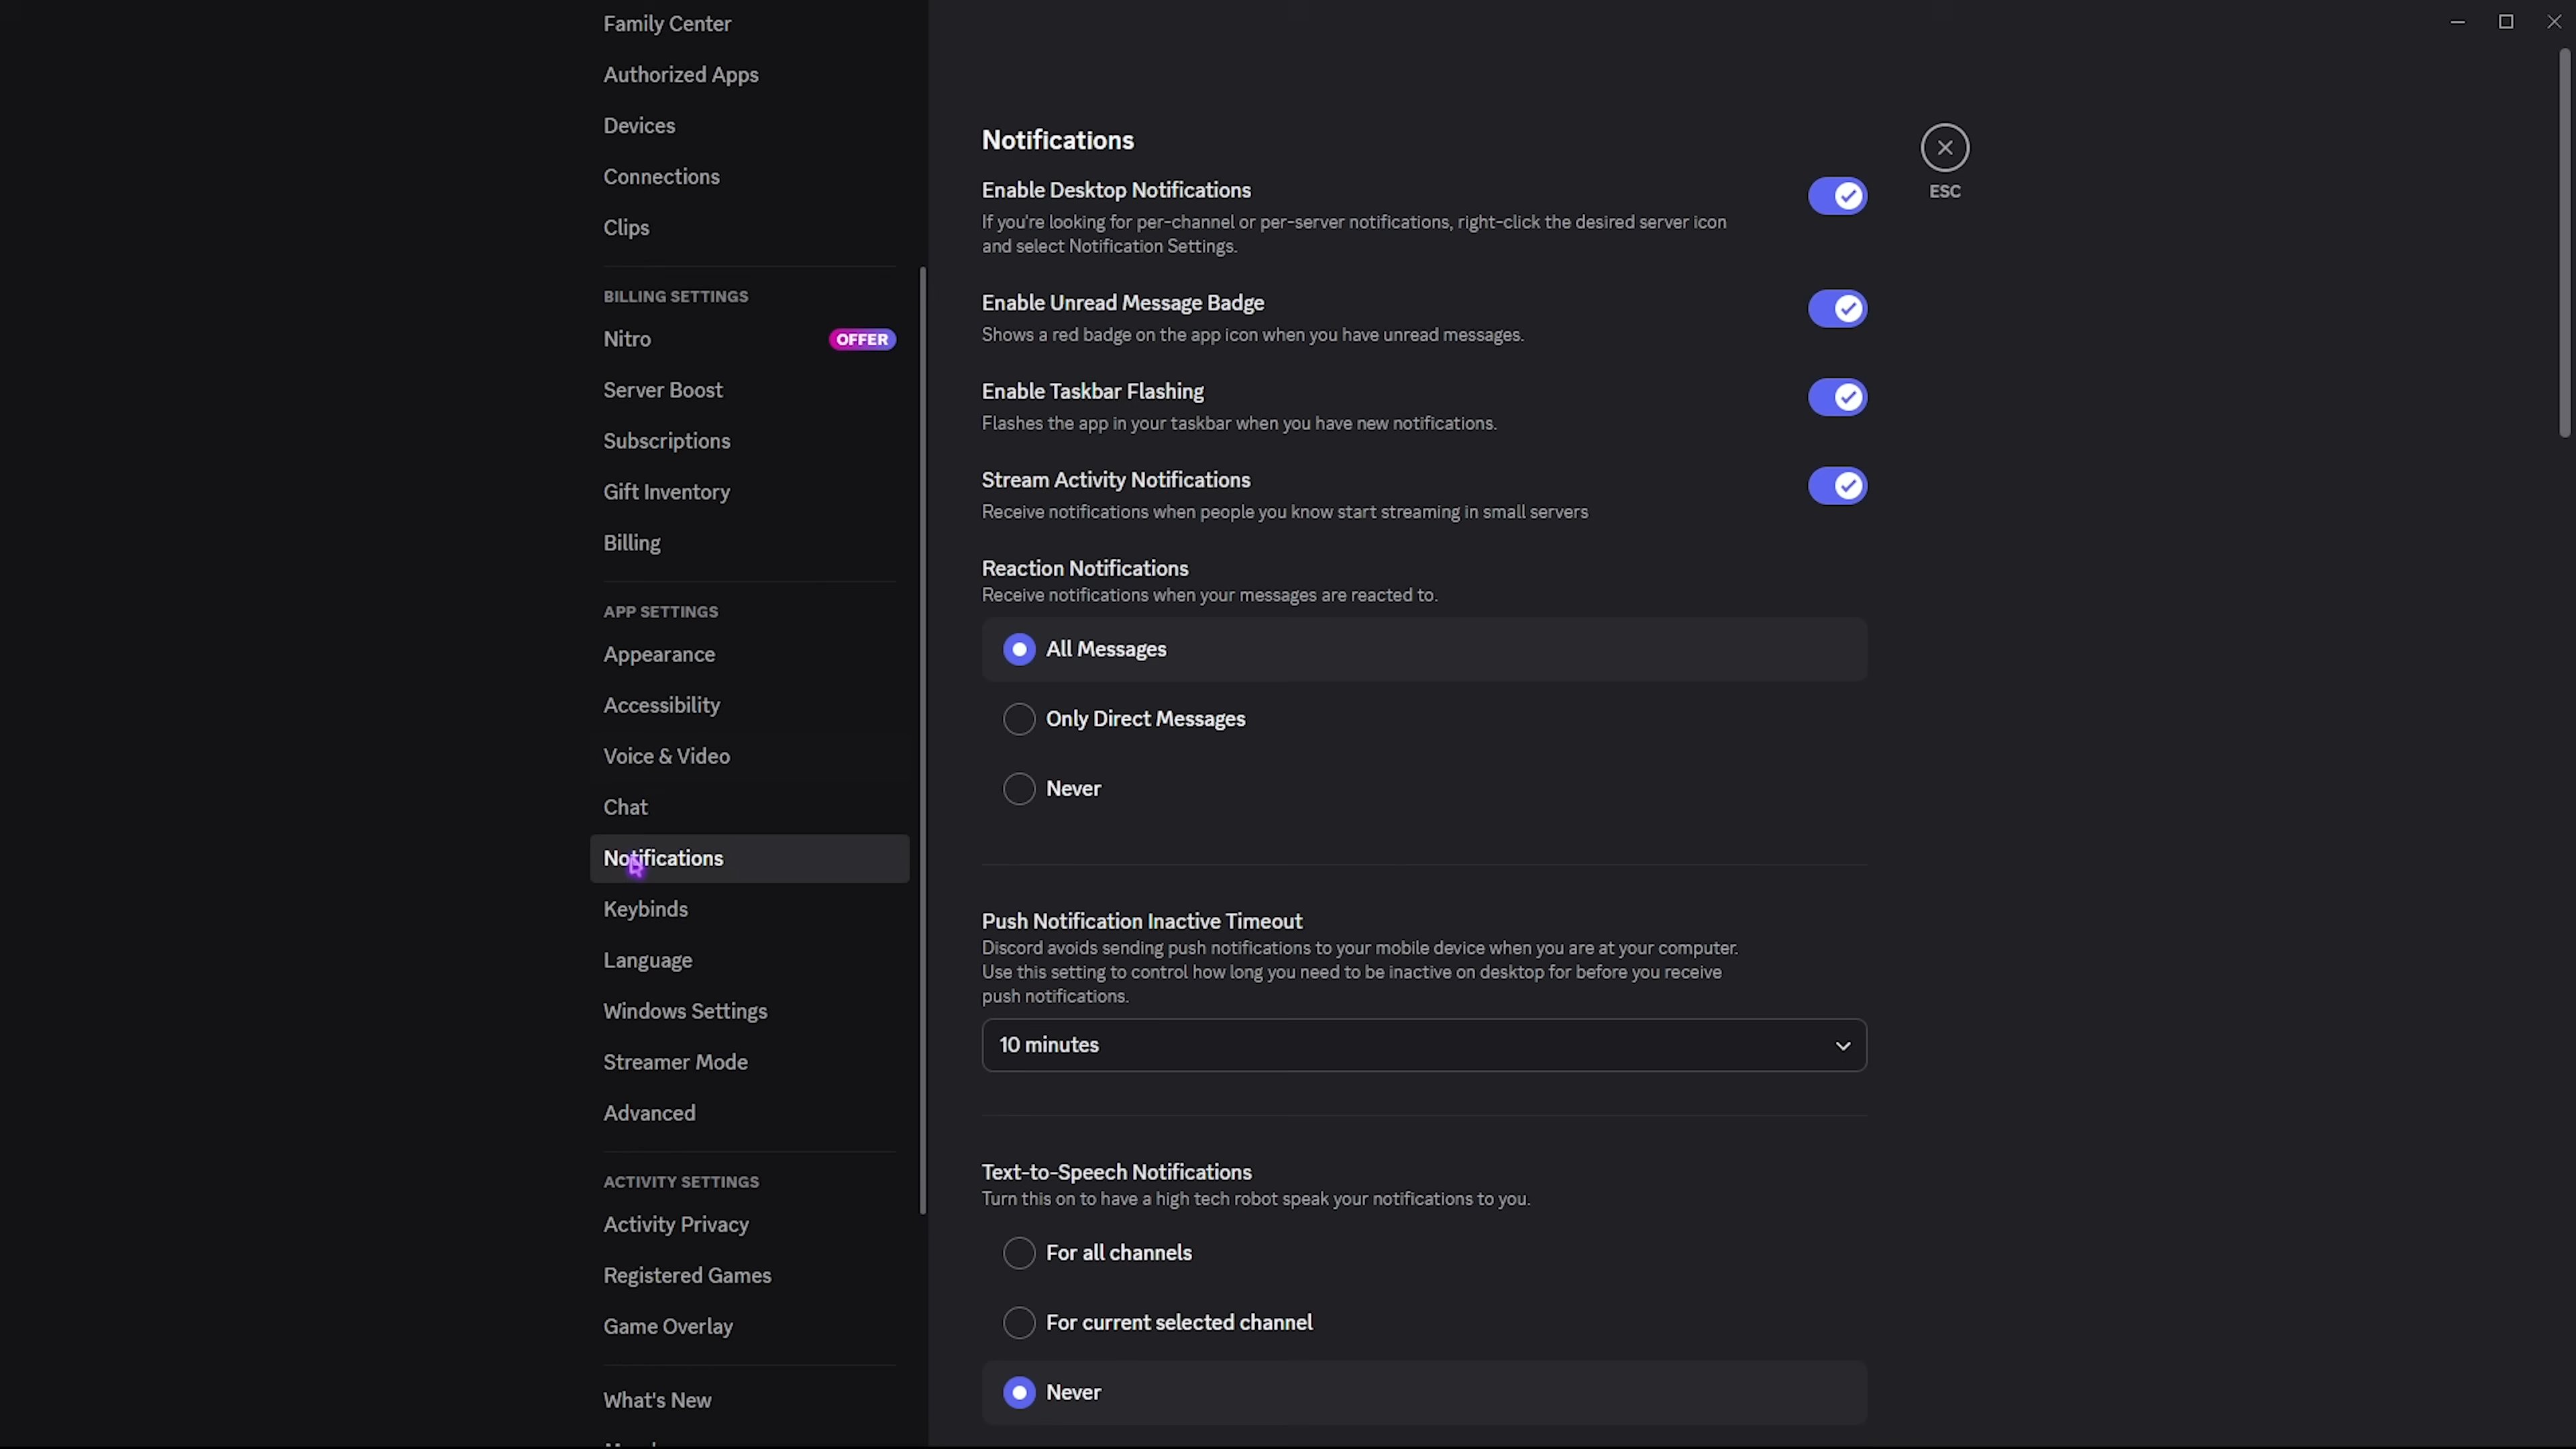 Family Center
Authorized Apps
Devices
Connections
Clips
BILLING SETTINGS
Nitro
OFFER
Server Boost
Subscriptions
Gift Inventory
Billing
APP SETTINGS
Appearance
Accessibility
Voice & Video
Chat
Notifications
Keybinds
Language
Windows Settings
Streamer Mode
Advanced
ACTIVITY SETTINGS
Activity Privacy
Registered Games
Game Overlay
What's New
Notifications
ESC
Enable Desktop Notifications
If you're looking for per-channel or per-server notifications, right-click the desired server icon
and select Notification Settings.
Enable Unread Message Badge
Shows a red badge on the app icon when you have unread messages.
Enable Taskbar Flashing
Flashes the app in your taskbar when you have new notifications.
Stream Activity Notifications
Receive notifications when people you know start streaming in small servers
Reaction Notifications
Receive notifications when your messages are reacted to.
All Messages
Only Direct Messages
Never
Push Notification Inactive Timeout
Discord avoids sending push notifications to your mobile device when you are at your computer.
Use this setting to control how long you need to be inactive on desktop for before you receive
push notifications.
10 minutes
Text-to-Speech Notifications
Turn this on to have a high tech robot speak your notifications to you.
For all channels
For current selected channel
Never